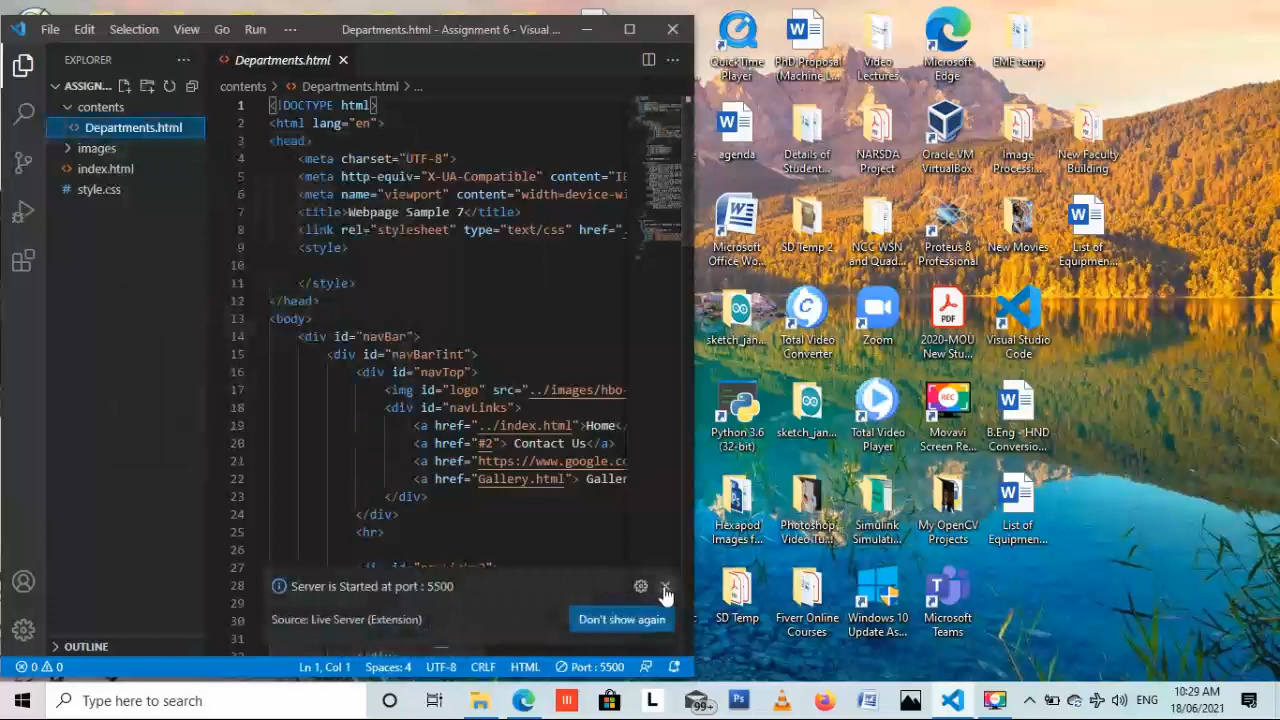 File Edit Selection View Go Run ··· Departments.html - Assignment 6 - Visual ...
EXPLORER ···
ASSIGN...
contents
Departments.html
images
index.html
style.css
OUTLINE
Departments.html
contents > Departments.html > ...
1 <!DOCTYPE html>
2 <html lang="en">
3 <head>
4 <meta charset="UTF-8">
5 <meta http-equiv="X-UA-Compatible" content="IE
6 <meta name="viewport" content="width=device-wi
7 <title>Webpage Sample 7</title>
8 <link rel="stylesheet" type="text/css" href="
9 <style>
10
11 </style>
12 </head>
13 <body>
14 <div id="navBar">
15 <div id="navBarTint">
16 <div id="navTop">
17 <img id="logo" src="../images/hbo-
18 <div id="navLinks">
19 <a href="../index.html">Home</
20 <a href="#2"> Contact Us</a>
21 <a href="https://www.google.co
22 <a href="Gallery.html"> Galler
23 </div>
24 </div>
25 <hr>
26
28
29
30
31
Server is Started at port : 5500
Source: Live Server (Extension) Don't show again
0 0 Ln 1, Col 1 Spaces: 4 UTF-8 CRLF HTML Port : 5500
QuickTime Player
PhD Proposal (Machine L...
Video Lectures
Microsoft Edge
EME temp
agenda
Details of Student...
NARSDA Project
Oracle VM VirtualBox
Image Processi...
New Faculty Building
Microsoft Office Wo...
SD Temp 2
NCC WSN and Quad...
Proteus 8 Professional
New Movies
List of Equipmen...
sketch_jan...
Total Video Converter
Zoom
PDF
2020-MOU New Stu...
Visual Studio Code
Python 3.6 (32-bit)
sketch_jan...
Total Video Player
REC
Movavi Screen Re...
B.Eng - HND Conversio...
Hexapod Images f...
Photoshop Video Tu...
Simulink Simulati...
My OpenCV Projects
List of Equipmen...
SD Temp
Fiverr Online Courses
Windows 10 Update As...
Microsoft Teams
Type here to search
L
99+
Ps
ENG
10:29 AM
18/06/2021